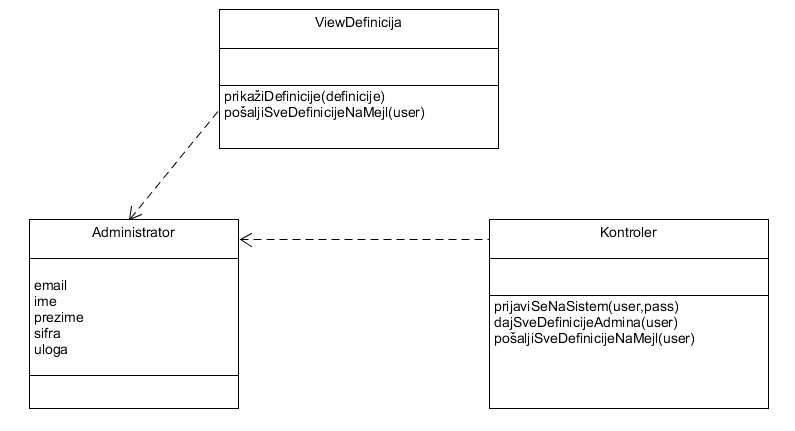 ViewDefinicija
prikažiDefinicije(definicije)
pošaljiSveDefinicijeNaMejl(user)
Administrator
email
ime
prezime
sifra
uloga
Kontroler
prijaviSeNaSistem(user,pass)
dajSveDefinicijeAdmina(user)
pošaljiSveDefinicijeNaMejl(user)